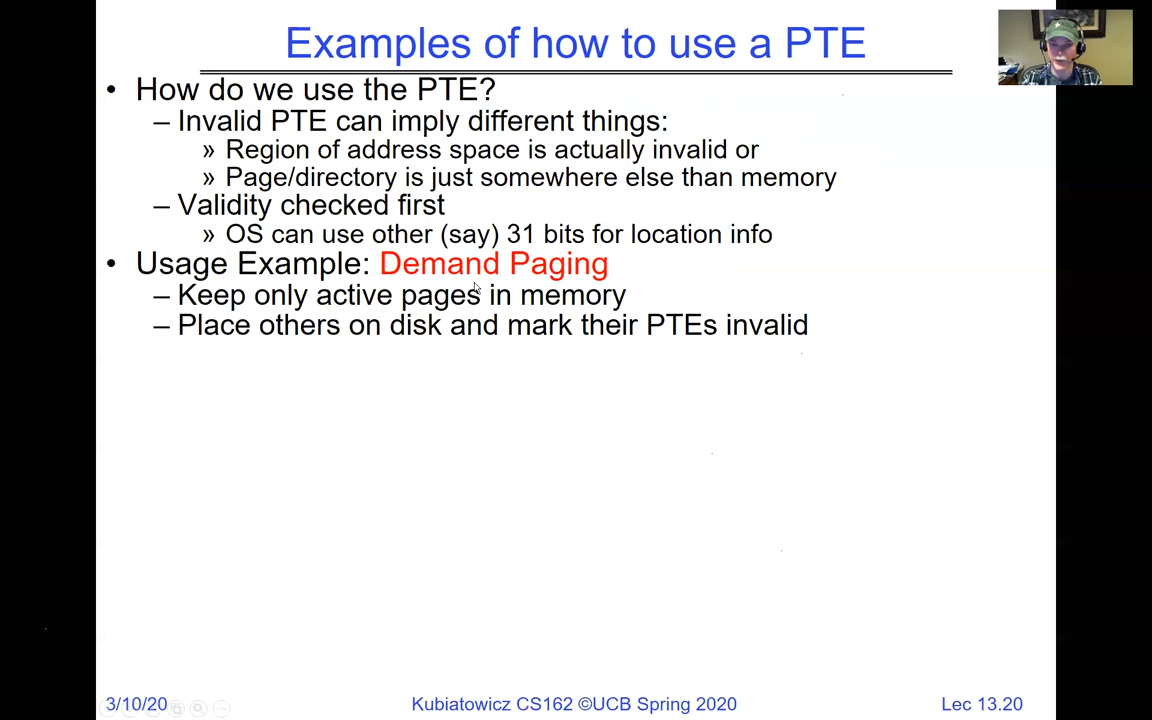 Examples of how to use a PTE
• How do we use the PTE?
– Invalid PTE can imply different things:
» Region of address space is actually invalid or
» Page/directory is just somewhere else than memory
– Validity checked first
» OS can use other (say) 31 bits for location info
• Usage Example: Demand Paging
– Keep only active pages in memory
– Place others on disk and mark their PTEs invalid
3/10/20
Kubiatowicz CS162 ©UCB Spring 2020
Lec 13.20